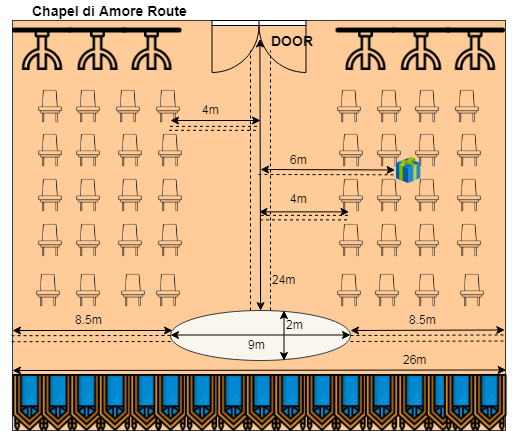 Chapel di Amore Route
DOOR
4m
6m
4m
24m
8.5m
2m
8.5m
9m
26m